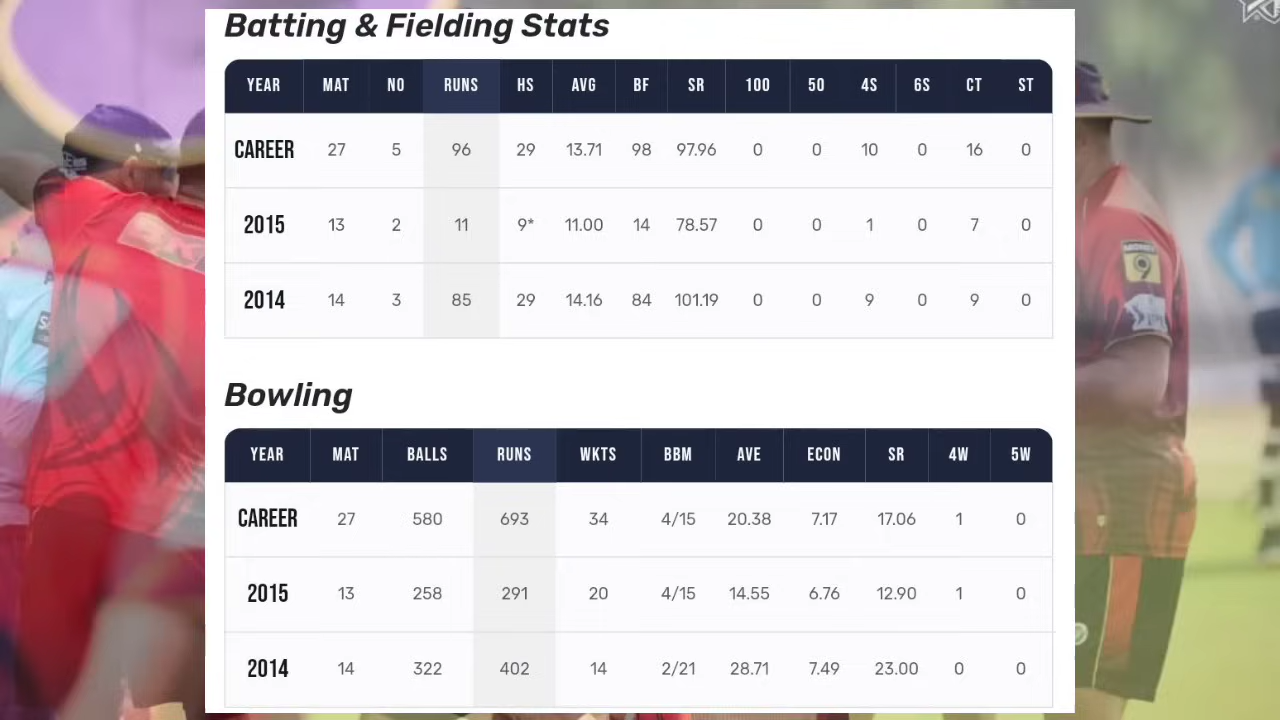 Batting & Fielding Stats
YEAR MAT NO RUNS HS AVG BF SR 100 50 4S 6S CT ST
CAREER 27 5 96 29 13.71 98 97.96 0 0 10 0 16 0
2015 13 2 11 9* 11.00 14 78.57 0 0 1 0 7 0
2014 14 3 85 29 14.16 84 101.19 0 0 9 0 9 0
Bowling
YEAR MAT BALLS RUNS WKTS BBM AVE ECON SR 4W 5W
CAREER 27 580 693 34 4/15 20.38 7.17 17.06 1 0
2015 13 258 291 20 4/15 14.55 6.76 12.90 1 0
2014 14 322 402 14 2/21 28.71 7.49 23.00 0 0